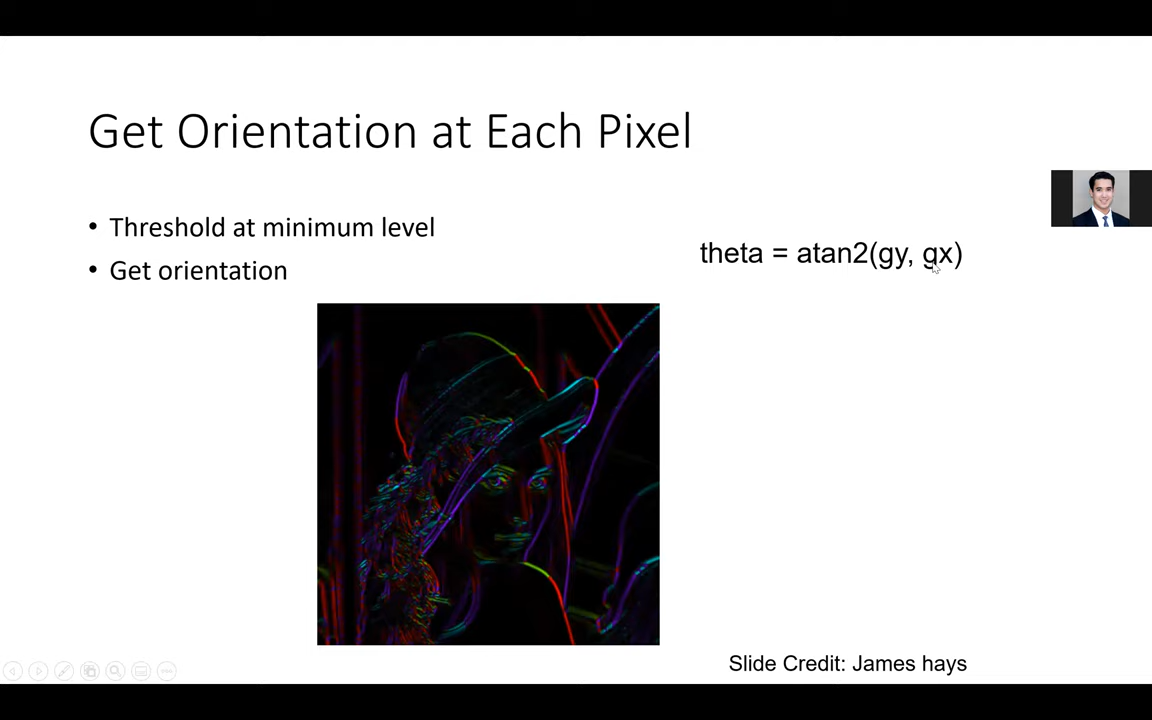 Get Orientation at Each Pixel
• Threshold at minimum level
• Get orientation
theta = atan2(gy, gx)
Slide Credit: James hays